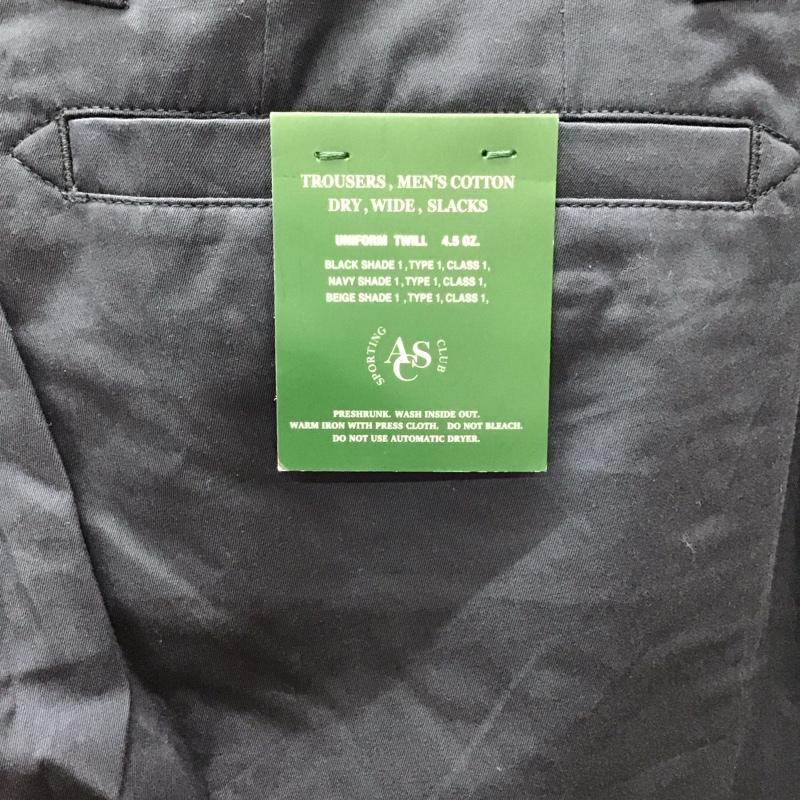 TROUSERS, MEN'S COTTON
DRY, WIDE, SLACKS
UNIFORM TWILL 4.5 OZ.
BLACK SHADE 1, TYPE 1, CLASS 1,
NAVY SHADE 1, TYPE 1, CLASS 1,
BEIGE SHADE 1, TYPE 1, CLASS 1,
SPORTING ACS CLUB
PRESHRUNK. WASH INSIDE OUT.
WARM IRON WITH PRESS CLOTH. DO NOT BLEACH.
DO NOT USE AUTOMATIC DRYER.